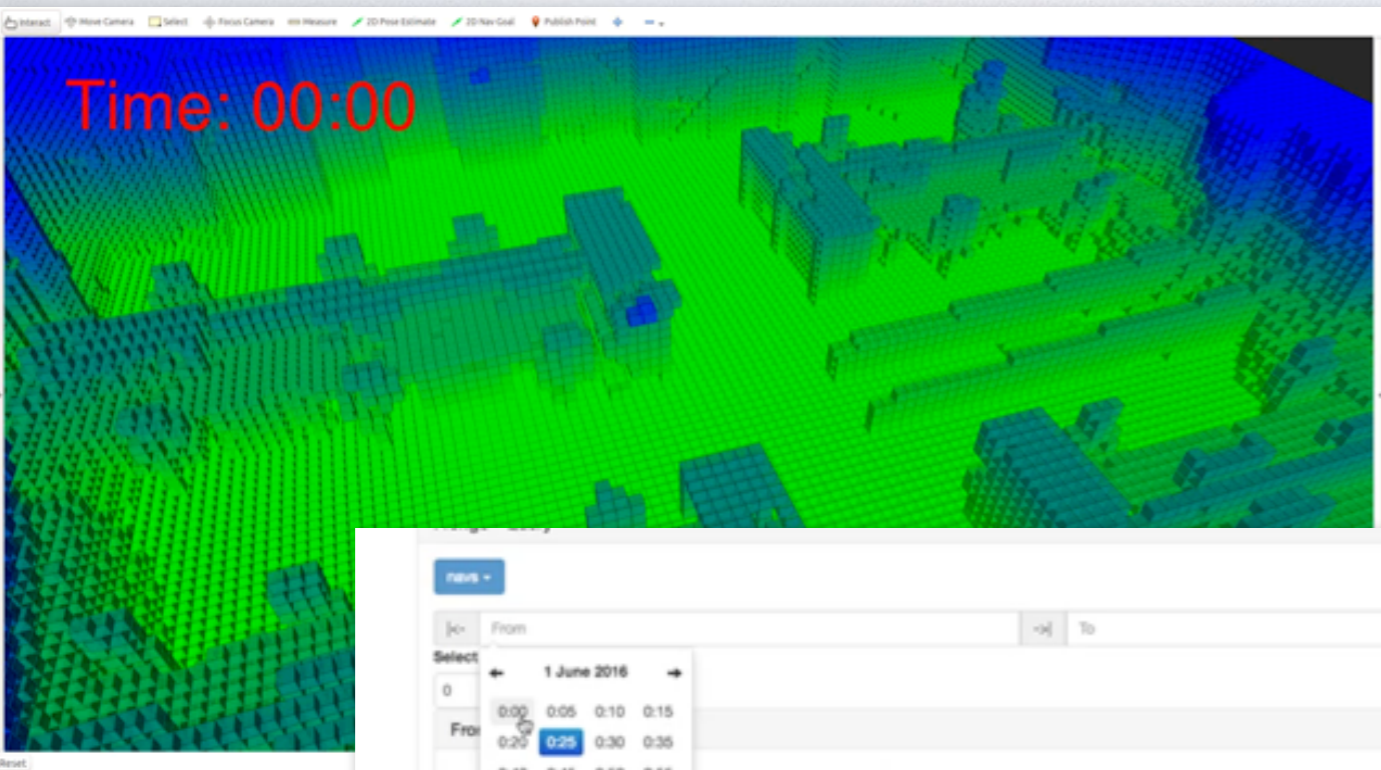 Interact Move Camera Select Focus Camera Measure 2D Pose Estimate 2D Nav Goal Publish Point
Time: 00:00
navs
From To
Select
0
1 June 2016
0:00 0:05 0:10 0:15
From
0:20 0:25 0:30 0:35
Reset